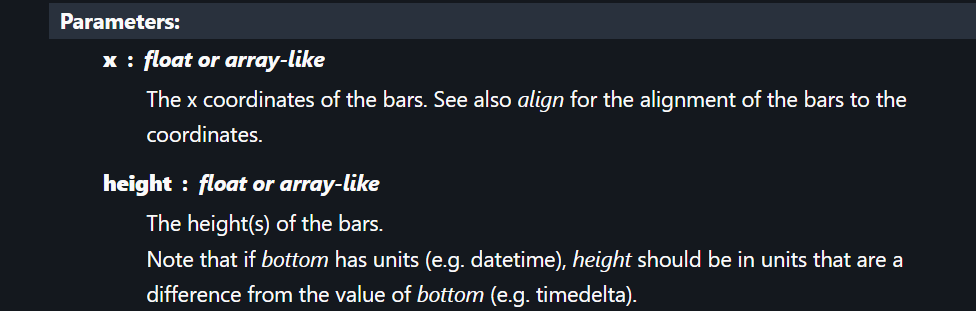 Parameters:
x : float or array-like
The x coordinates of the bars. See also align for the alignment of the bars to the
coordinates.
height : float or array-like
The height(s) of the bars.
Note that if bottom has units (e.g. datetime), height should be in units that are a
difference from the value of bottom (e.g. timedelta).